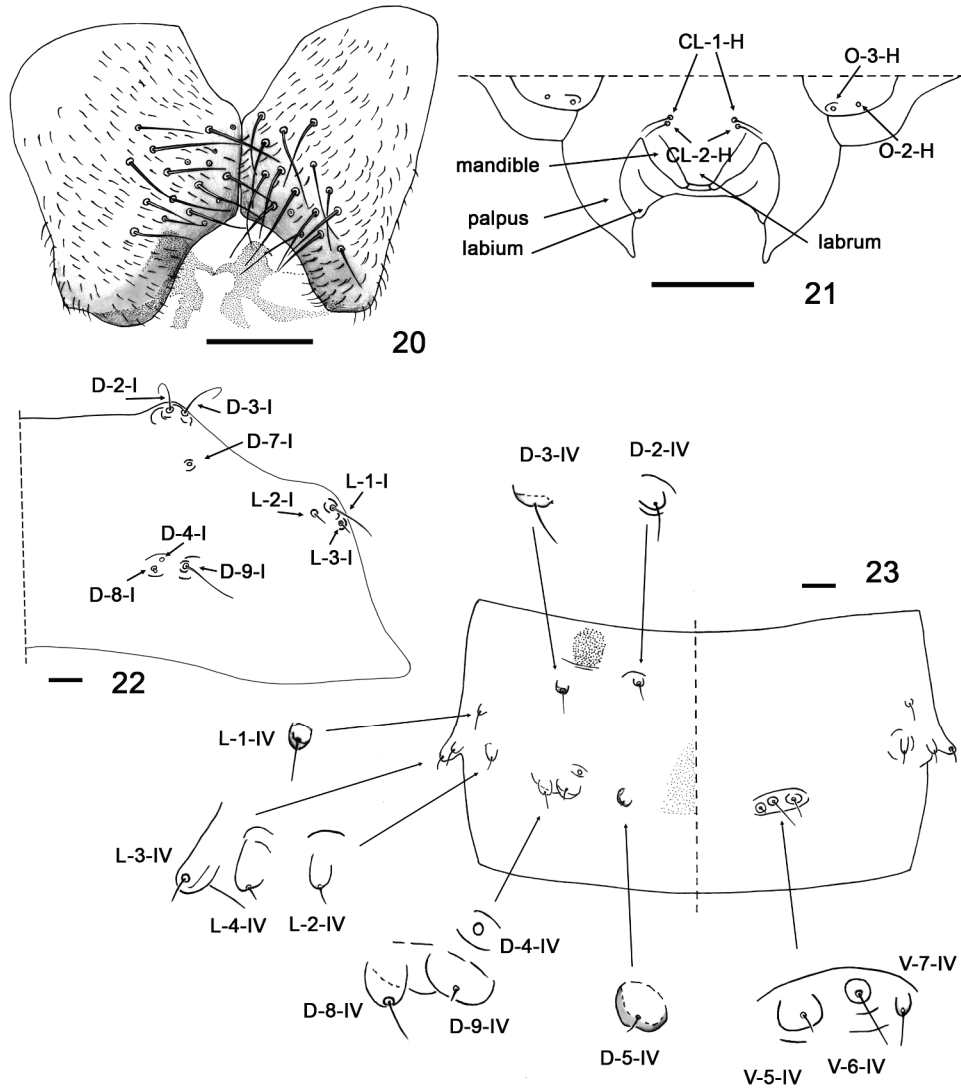 CL-1-H
O-3-H
O-2-H
CL-2-H
mandible
palpus
labium
labrum
20
21
D-2-I
D-3-I
D-7-I
L-1-I
L-2-I
L-3-I
D-4-I
D-8-I
D-9-I
22
D-3-IV
D-2-IV
23
L-1-IV
L-3-IV
L-4-IV
L-2-IV
D-4-IV
D-8-IV
D-9-IV
D-5-IV
V-7-IV
V-5-IV
V-6-IV